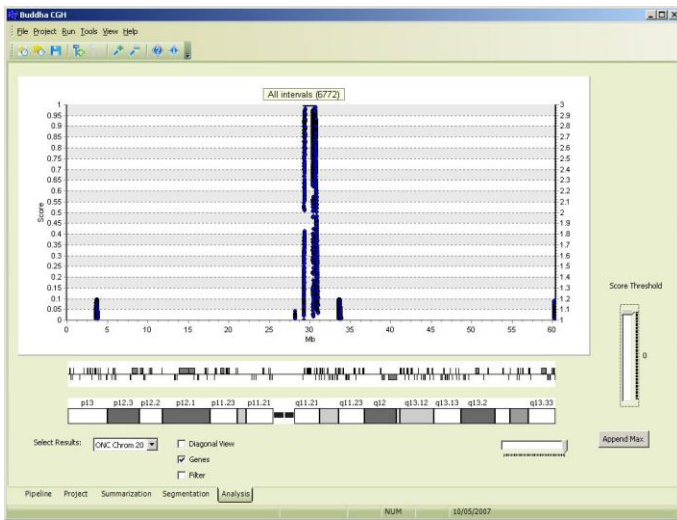 Buddha CGH
File Project Run Tools View Help
All intervals (6772)
1 3
0.95 2.9
0.9 2.8
0.85 2.7
0.8 2.6
0.75 2.5
0.7 2.4
0.65 2.3
0.6 2.2
0.55 2.1
0.5 2
0.45 1.9
0.4 1.8
0.35 1.7
0.3 1.6
0.25 1.5
0.2 1.4
0.15 1.3
0.1 1.2
0.05 1.1
0 1
Score
0 5 10 15 20 25 30 35 40 45 50 55 60
Mb
Score Threshold
0
p13 p12.3 p12.2 p12.1 p11.23 p11.21 q11.21 q11.23 q12 q13.12 q13.13 q13.2 q13.33
Select Results: ONC Chrom 20
Diagonal View
Genes
Filter
Append Max
Pipeline Project Summarization Segmentation Analysis
NUM 10/05/2007